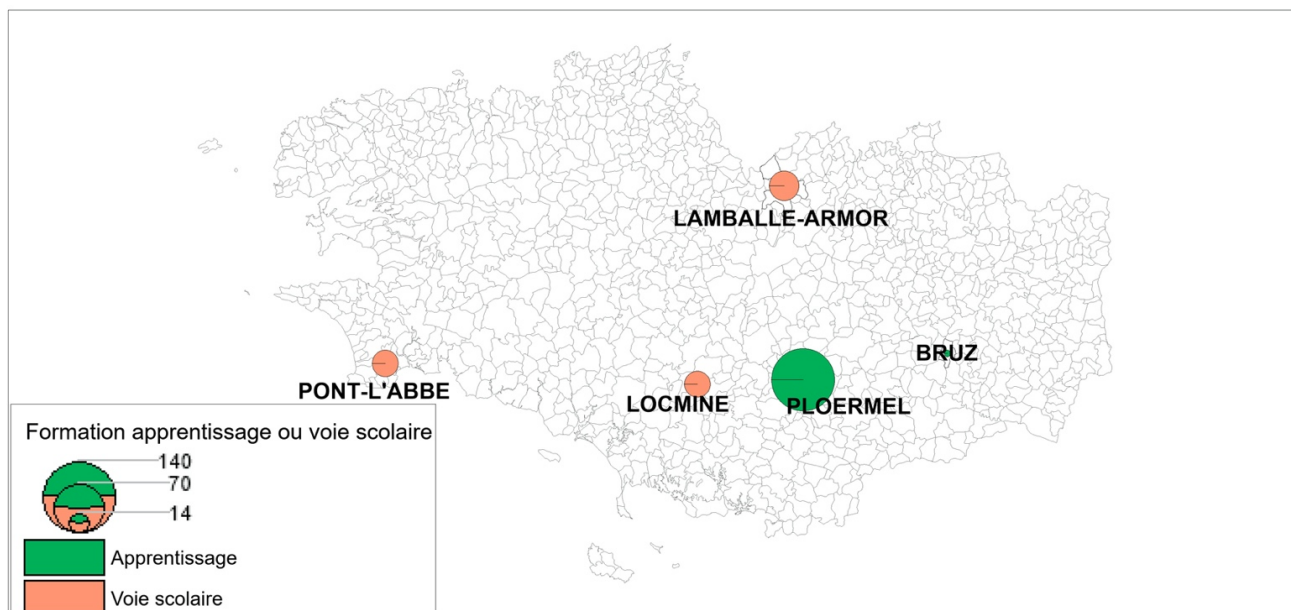 LAMBALLE-ARMOR
BRUZ
PONT-L'ABBE
LOCMINE
PLOERMEL
Formation apprentissage ou voie scolaire
140
70
14
Apprentissage
Voie scolaire